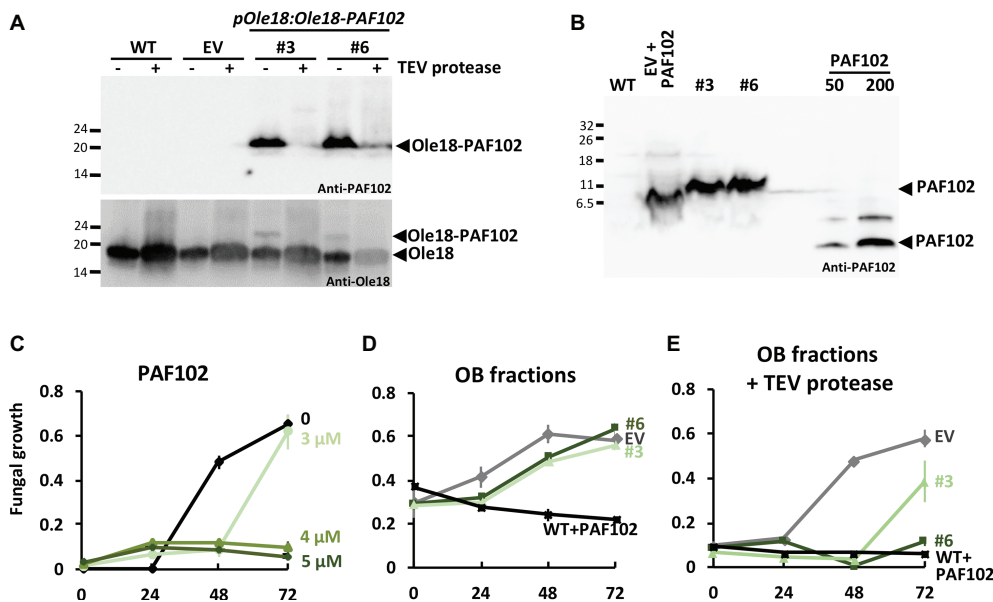 A
pOle18:Ole18-PAF102
WT EV #3 #6
- + - + - + - + TEV protease
24
20
14
Ole18-PAF102
Anti-PAF102
24
20
14
Ole18-PAF102
Ole18
Anti-Ole18
B
WT EV + PAF102 #3 #6 PAF102
50 200
32
26
18
11
6.5
PAF102
PAF102
Anti-PAF102
C
PAF102
Fungal growth
0.8
0.6
0.4
0.2
0
0 24 48 72
0
3 µM
4 µM
5 µM
D
OB fractions
0.8
0.6
0.4
0.2
0
0 24 48 72
#6
EV
#3
WT+PAF102
E
OB fractions
+ TEV protease
0.8
0.6
0.4
0.2
0
0 24 48 72
EV
#3
#6
WT+
PAF102